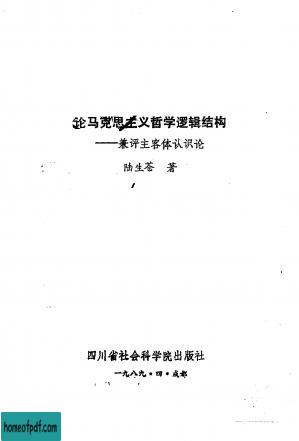 论马克思主义哲学逻辑结构
——兼评主客体认识论
陆生苍 著
四川省社会科学院出版社
一九八九·四·成都
homeofpdf.com